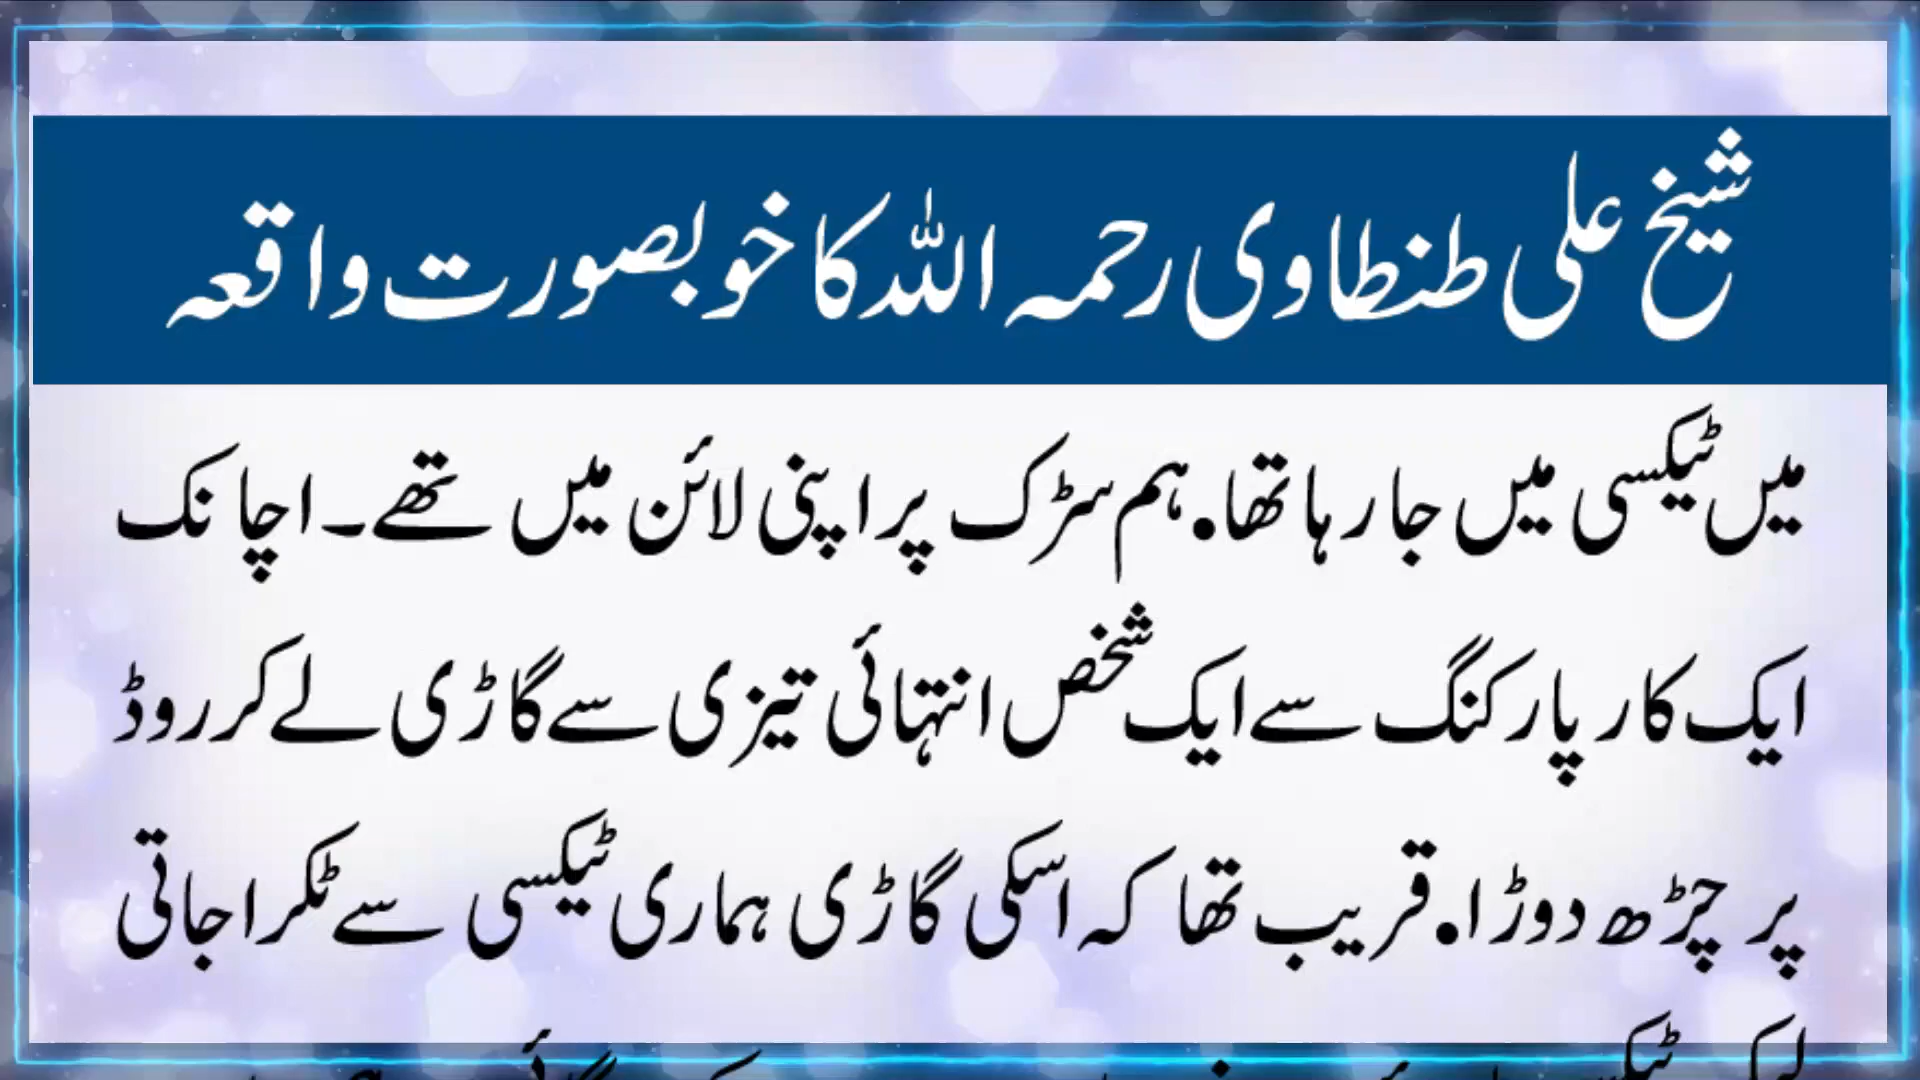 شیخ علی طنطاوی رحمہ اللہ کا خوبصورت واقعہ
میں ٹیکسی میں جا رہا تھا. ہم سڑک پر اپنی لائن میں تھے۔ اچانک
ایک کار پارکنگ سے ایک شخص انتہائی تیزی سے گاڑی لے کر روڈ
پر چڑھ دوڑا. قریب تھا کہ اسکی گاڑی ہماری ٹیکسی سے ٹکرا جاتی